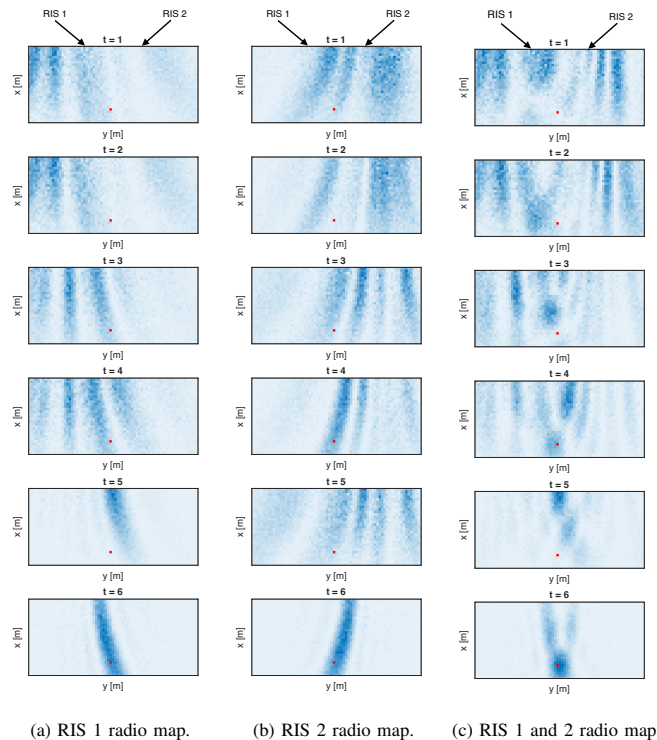 RIS 1 RIS 2 RIS 1 RIS 2 RIS 1 RIS 2
t = 1 t = 1 t = 1
x [m] x [m] x [m]
y [m] y [m] y [m]
t = 2 t = 2 t = 2
x [m] x [m] x [m]
y [m] y [m] y [m]
t = 3 t = 3 t = 3
x [m] x [m] x [m]
y [m] y [m] y [m]
t = 4 t = 4 t = 4
x [m] x [m] x [m]
y [m] y [m] y [m]
t = 5 t = 5 t = 5
x [m] x [m] x [m]
y [m] y [m] y [m]
t = 6 t = 6 t = 6
x [m] x [m] x [m]
y [m] y [m] y [m]
(a) RIS 1 radio map. (b) RIS 2 radio map. (c) RIS 1 and 2 radio map